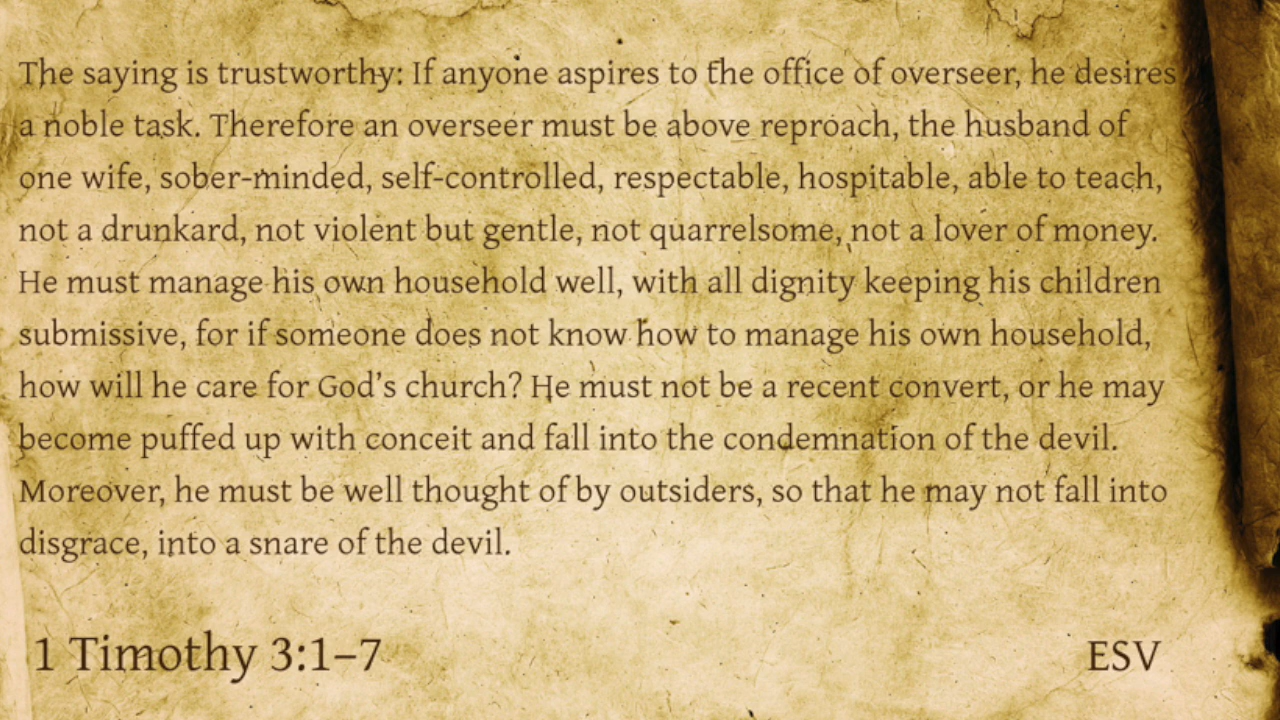 The saying is trustworthy: If anyone aspires to the office of overseer, he desires
a noble task. Therefore an overseer must be above reproach, the husband of
one wife, sober-minded, self-controlled, respectable, hospitable, able to teach,
not a drunkard, not violent but gentle, not quarrelsome, not a lover of money.
He must manage his own household well, with all dignity keeping his children
submissive, for if someone does not know how to manage his own household,
how will he care for God’s church? He must not be a recent convert, or he may
become puffed up with conceit and fall into the condemnation of the devil.
Moreover, he must be well thought of by outsiders, so that he may not fall into
disgrace, into a snare of the devil.
1 Timothy 3:1–7 ESV